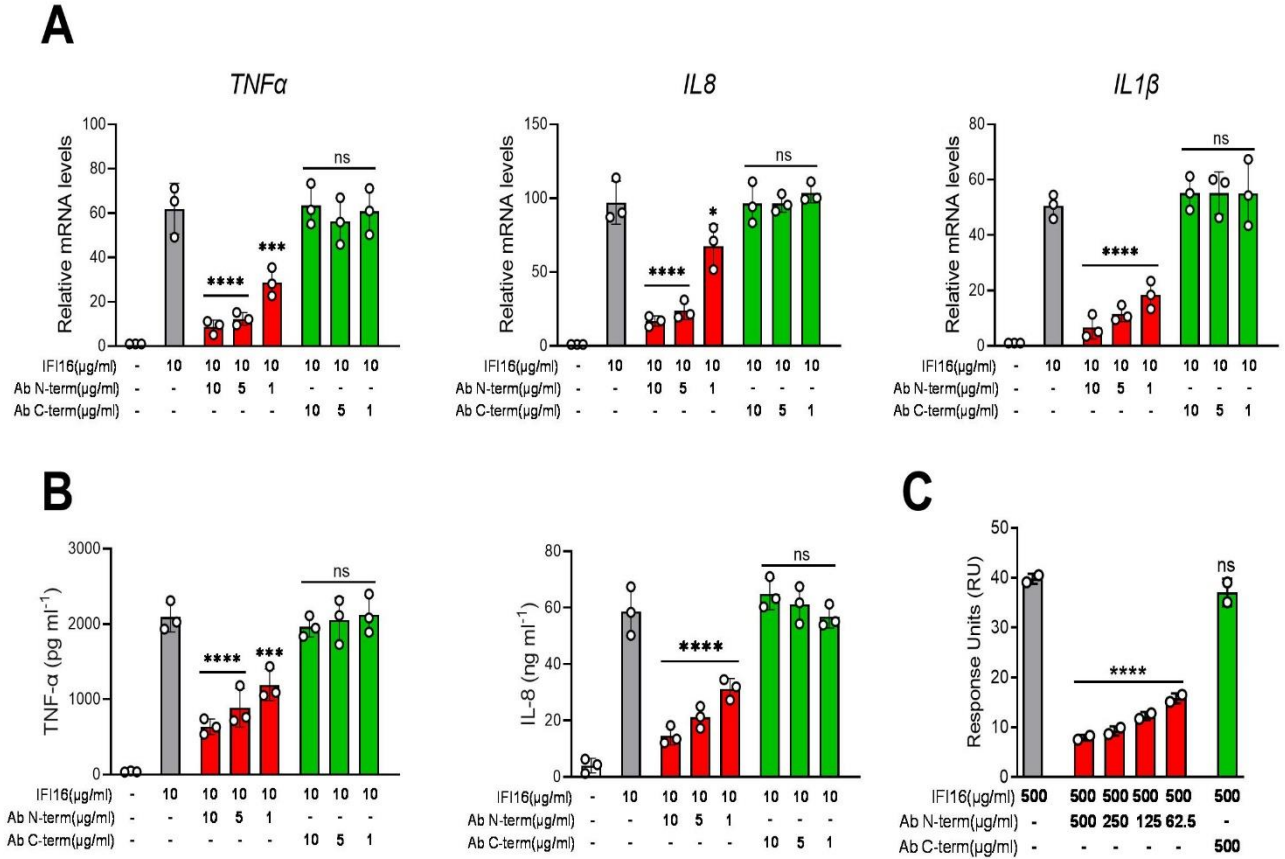 A
TNFα
IL8
IL1β
Relative mRNA levels
100
80
60
40
20
0
****
***
ns
Relative mRNA levels
150
100
50
0
****
*
ns
Relative mRNA levels
80
60
40
20
0
****
ns
IFI16(µg/ml) - 10 10 10 10 10 10 10
Ab N-term(µg/ml) - - 10 5 1 - - -
Ab C-term(µg/ml) - - - - - 10 5 1
IFI16(µg/ml) - 10 10 10 10 10 10 10
Ab N-term(µg/ml) - - 10 5 1 - - -
Ab C-term(µg/ml) - - - - - 10 5 1
IFI16(µg/ml) - 10 10 10 10 10 10 10
Ab N-term(µg/ml) - - 10 5 1 - - -
Ab C-term(µg/ml) - - - - - 10 5 1
B
TNF-α (pg ml⁻¹)
3000
2000
1000
0
****
***
ns
IFI16(µg/ml) - 10 10 10 10 10 10 10
Ab N-term(µg/ml) - - 10 5 1 - - -
Ab C-term(µg/ml) - - - - - 10 5 1
IL-8 (ng ml⁻¹)
80
60
40
20
0
****
ns
IFI16(µg/ml) - 10 10 10 10 10 10 10
Ab N-term(µg/ml) - - 10 5 1 - - -
Ab C-term(µg/ml) - - - - - 10 5 1
C
Response Units (RU)
50
40
30
20
10
0
****
ns
IFI16(µg/ml) 500 500 500 500 500 500
Ab N-term(µg/ml) - 500 250 125 62.5 -
Ab C-term(µg/ml) - - - - - 500